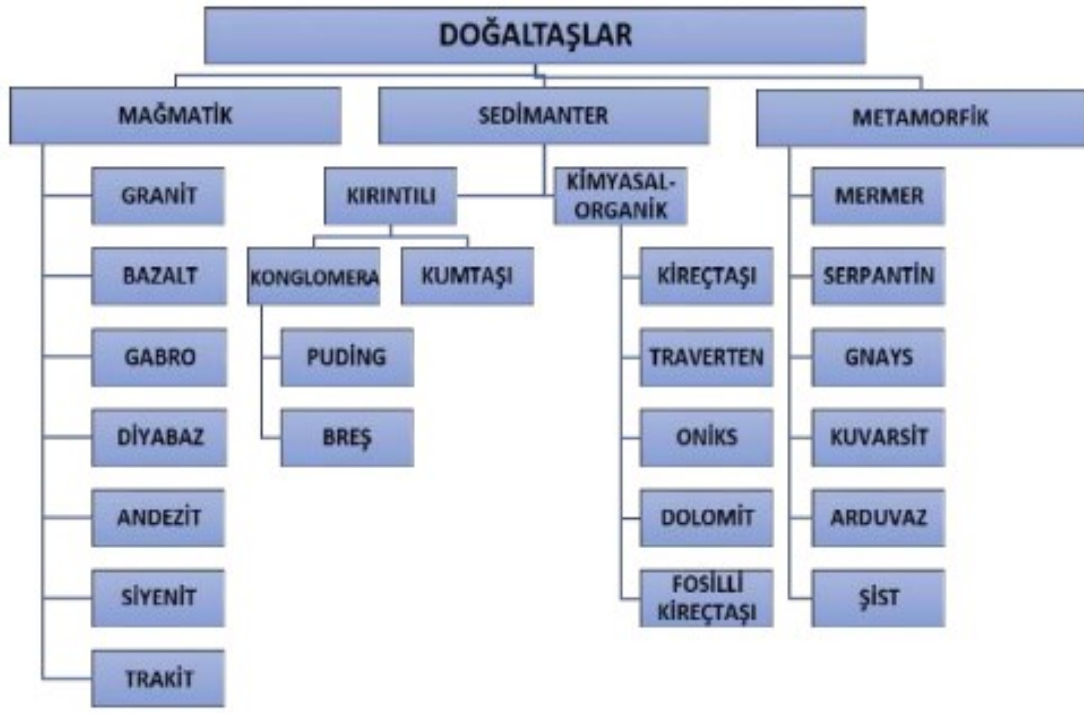 DOĞALTAŞLAR
MAĞMATİK
SEDİMANTER
METAMORFİK
GRANİT
BAZALT
GABRO
DİYABAZ
ANDEZİT
SİYENİT
TRAKİT
KIRINTILI
KONGLOMERA
PUDİNG
BREŞ
KUMTAŞI
KİMYASAL-
ORGANİK
KİREÇTAŞI
TRAVERTEN
ONİKS
DOLOMİT
FOSİLLİ
KİREÇTAŞI
MERMER
SERPANTİN
GNAYS
KUVARSİT
ARDUVAZ
ŞİST